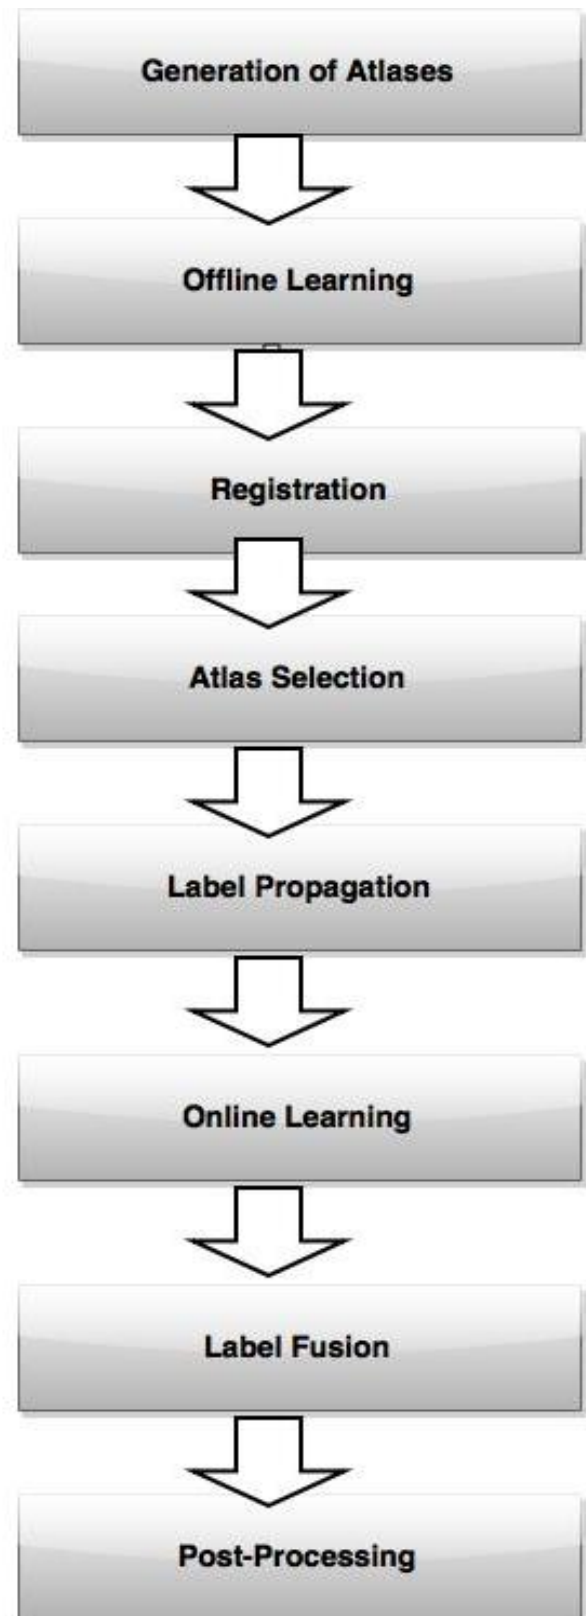 Generation of Atlases
Offline Learning
Registration
Atlas Selection
Label Propagation
Online Learning
Label Fusion
Post-Processing